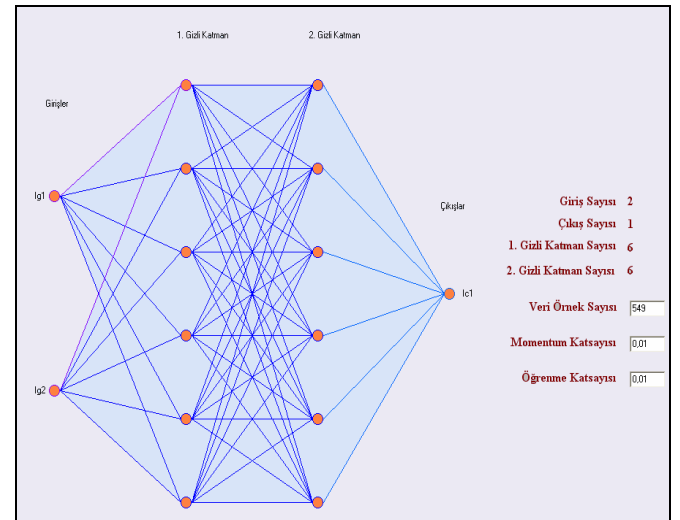 1. Gizli Katman
2. Gizli Katman
Girişler
Ig1
Ig2
Çıkışlar
Ic1
Giriş Sayısı 2
Çıkış Sayısı 1
1. Gizli Katman Sayısı 6
2. Gizli Katman Sayısı 6
Veri Örnek Sayısı 549
Momentum Katsayısı 0,01
Öğrenme Katsayısı 0,01